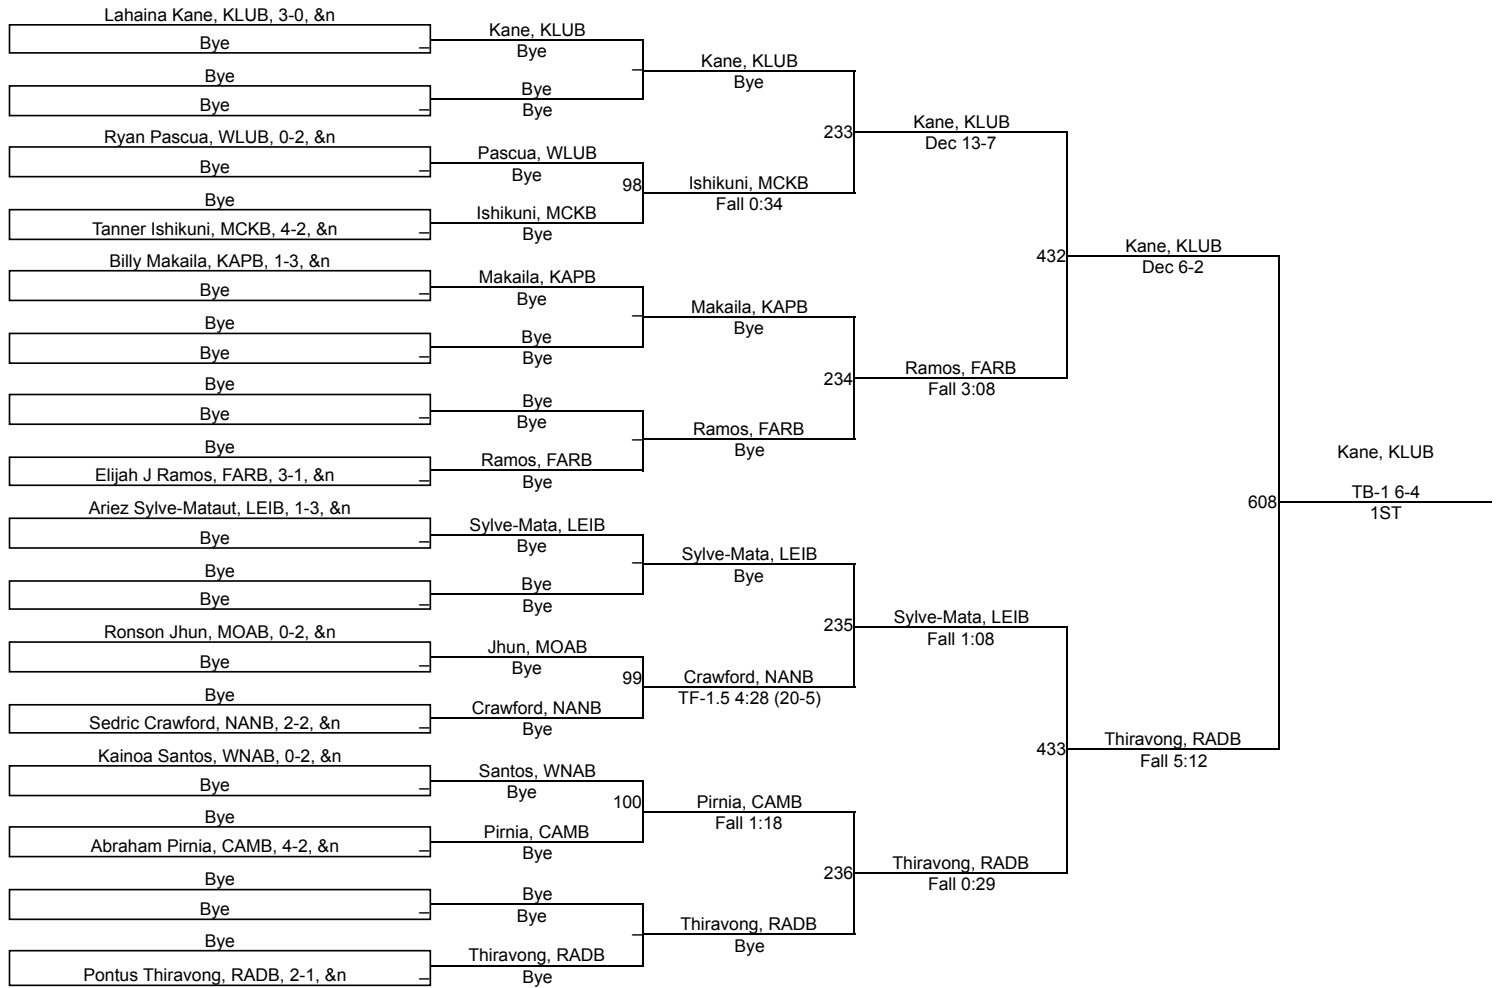 Lahaina Kane, KLUB, 3-0, &n
Bye
Bye
Bye
Ryan Pascua, WLUB, 0-2, &n
Bye
Bye
Tanner Ishikuni, MCKB, 4-2, &n
Billy Makaila, KAPB, 1-3, &n
Bye
Bye
Bye
Bye
Bye
Bye
Elijah J Ramos, FARB, 3-1, &n
Ariez Sylve-Mataut, LEIB, 1-3, &n
Bye
Bye
Bye
Ronson Jhun, MOAB, 0-2, &n
Bye
Bye
Sedric Crawford, NANB, 2-2, &n
Kainoa Santos, WNAB, 0-2, &n
Bye
Bye
Abraham Pirnia, CAMB, 4-2, &n
Bye
Bye
Bye
Pontus Thiravong, RADB, 2-1, &n
Kane, KLUB
Bye
Bye
Bye
Pascua, WLUB
Bye
98
Ishikuni, MCKB
Bye
Makaila, KAPB
Bye
Bye
Bye
Bye
Bye
Ramos, FARB
Bye
Sylve-Mata, LEIB
Bye
Bye
Bye
Jhun, MOAB
Bye
99
Crawford, NANB
Bye
Santos, WNAB
Bye
100
Pirnia, CAMB
Bye
Bye
Bye
Thiravong, RADB
Bye
Kane, KLUB
Bye
233
Ishikuni, MCKB
Fall 0:34
Makaila, KAPB
Bye
234
Ramos, FARB
Bye
Sylve-Mata, LEIB
Bye
235
Crawford, NANB
TF-1.5 4:28 (20-5)
Pirnia, CAMB
Fall 1:18
236
Thiravong, RADB
Bye
Kane, KLUB
Dec 13-7
432
Ramos, FARB
Fall 3:08
Sylve-Mata, LEIB
Fall 1:08
433
Thiravong, RADB
Fall 0:29
Kane, KLUB
Dec 6-2
608
Thiravong, RADB
Fall 5:12
Kane, KLUB
TB-1 6-4
1ST